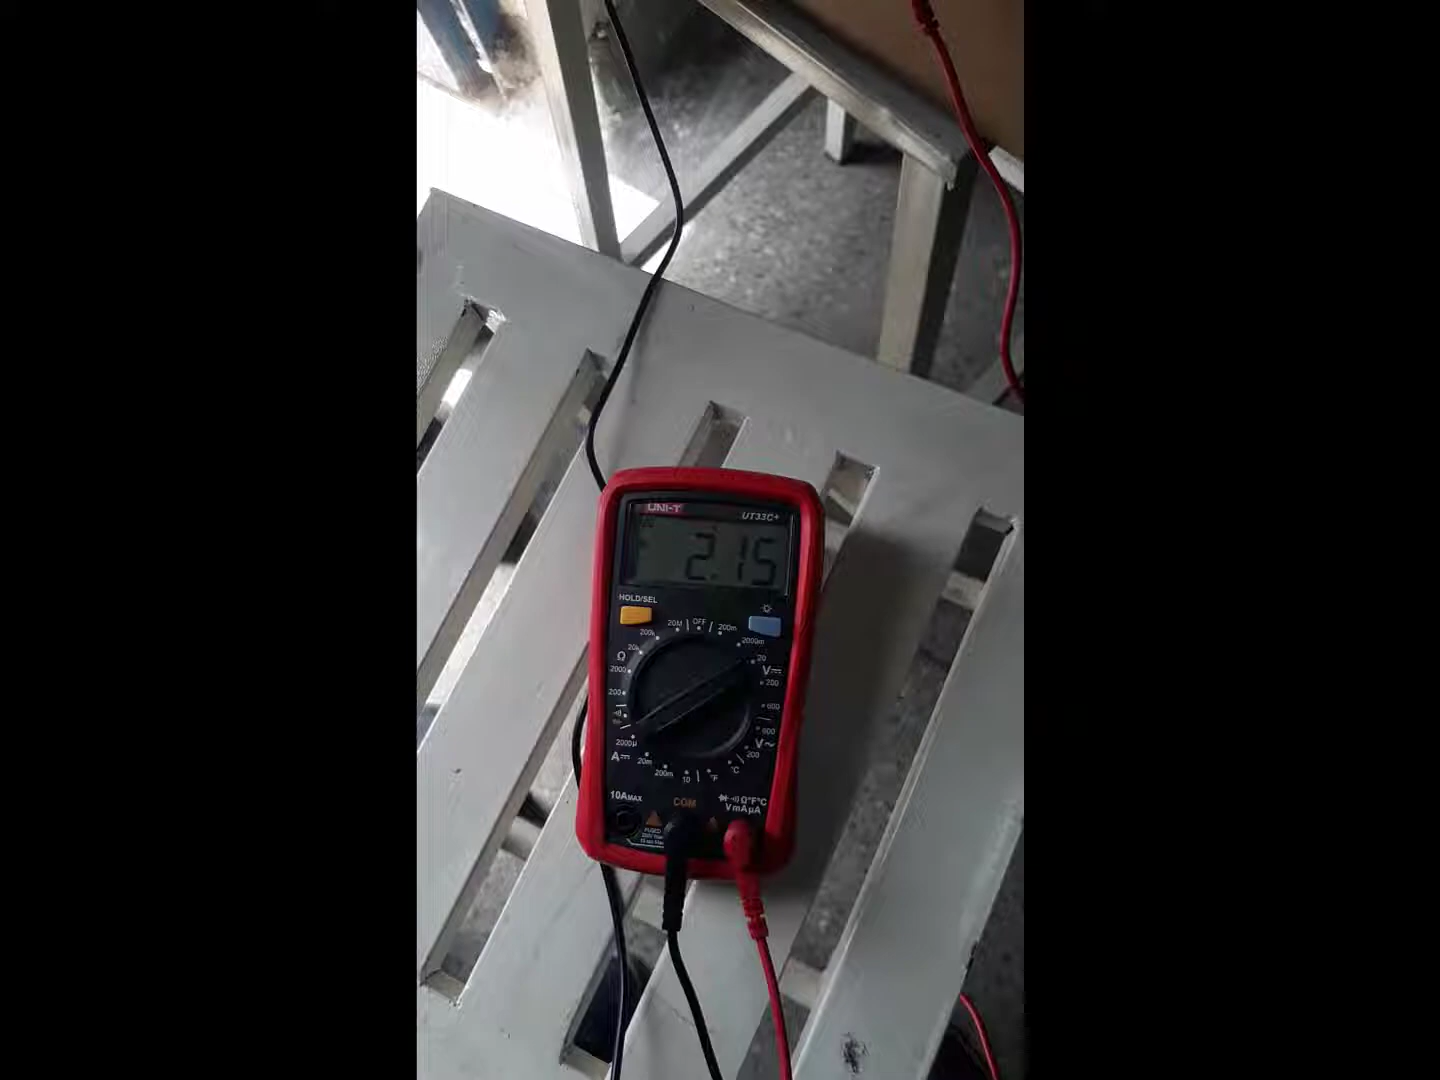 UNI-T
UT33C+
2.15
HOLD/SEL
OFF
20M
200m
200k
2000m
20k
20
Ω
V
2000
200
200
600
600
2000μ
V~
A
20m
200
200m
10
°F
°C
10A MAX
COM
Ω°F°C
VmAμA
FUSED